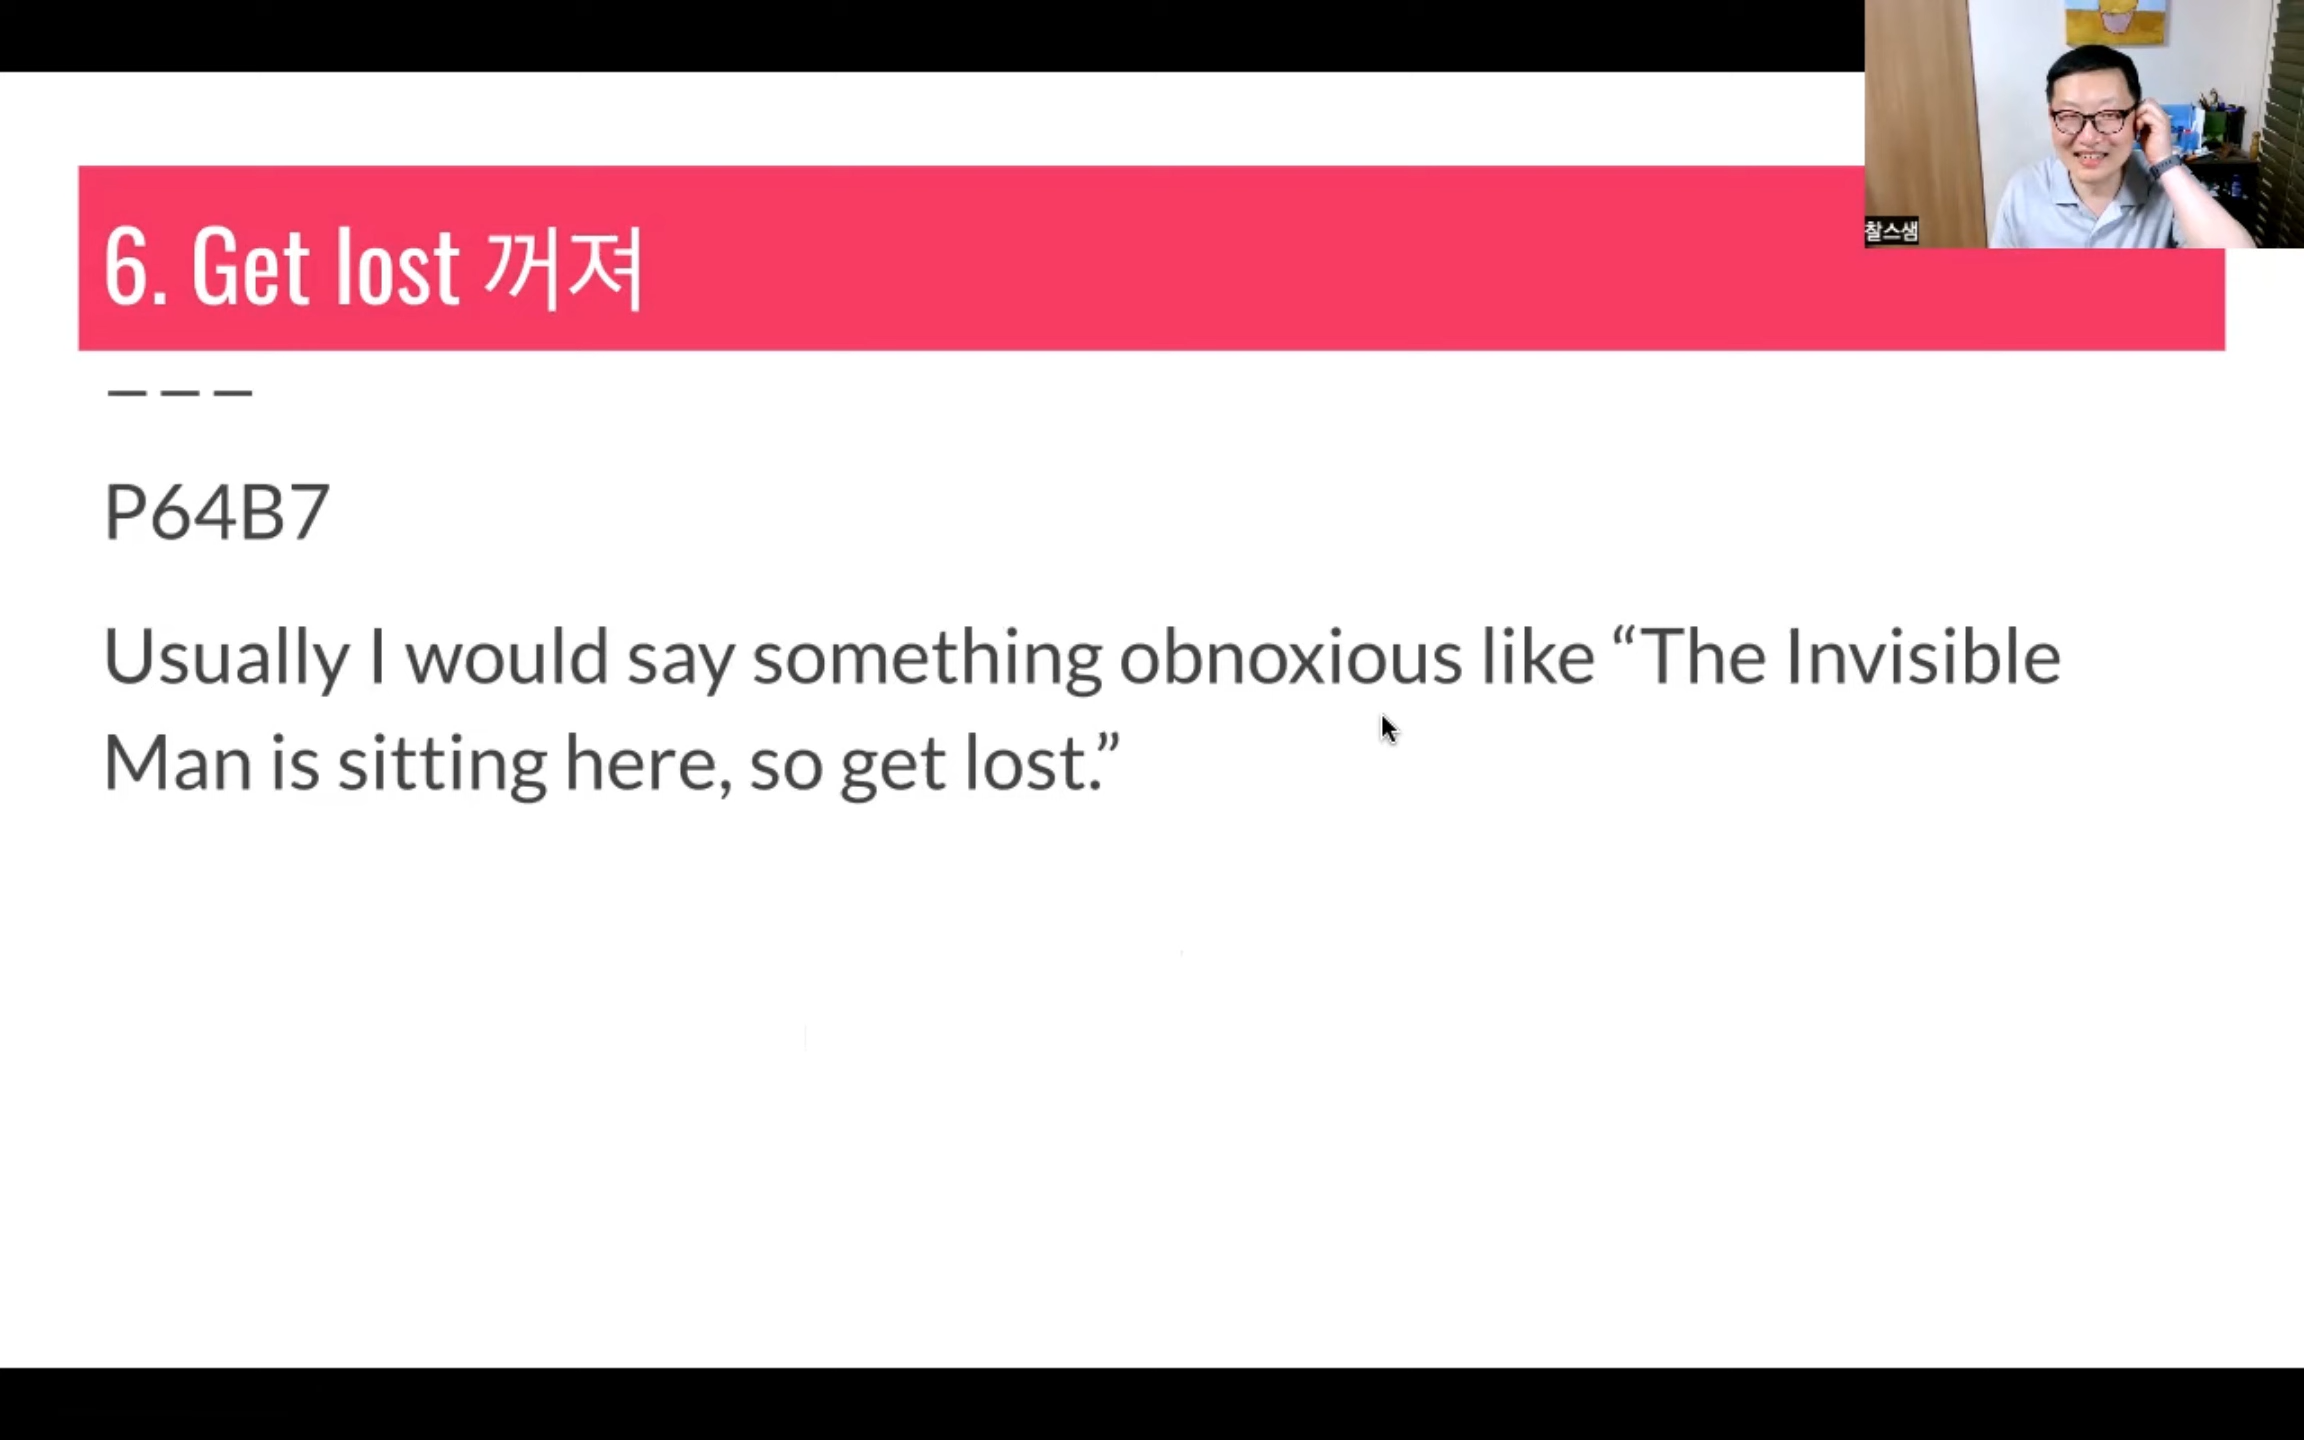 찰스샘
6. Get lost 꺼져
P64B7
Usually I would say something obnoxious like “The Invisible
Man is sitting here, so get lost.”